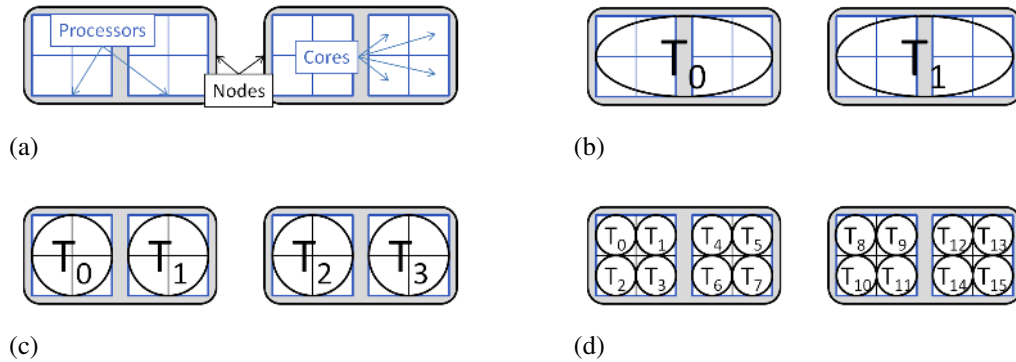 Processors
Cores
Nodes
(a)
T0
T1
(b)
T0
T1
T2
T3
(c)
T0 T1 T4 T5 T8 T9 T12 T13
T2 T3 T6 T7 T10 T11 T14 T15
(d)